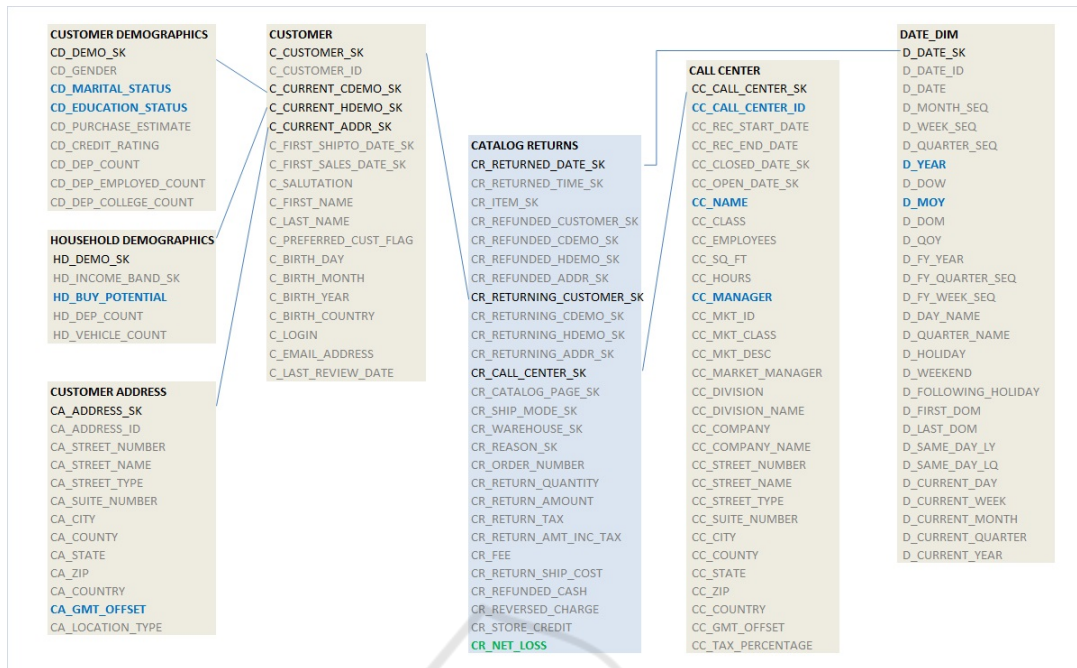 CUSTOMER DEMOGRAPHICS
CD_DEMO_SK
CD_GENDER
CD_MARITAL_STATUS
CD_EDUCATION_STATUS
CD_PURCHASE_ESTIMATE
CD_CREDIT_RATING
CD_DEP_COUNT
CD_DEP_EMPLOYED_COUNT
CD_DEP_COLLEGE_COUNT
HOUSEHOLD DEMOGRAPHICS
HD_DEMO_SK
HD_INCOME_BAND_SK
HD_BUY_POTENTIAL
HD_DEP_COUNT
HD_VEHICLE_COUNT
CUSTOMER ADDRESS
CA_ADDRESS_SK
CA_ADDRESS_ID
CA_STREET_NUMBER
CA_STREET_NAME
CA_STREET_TYPE
CA_SUITE_NUMBER
CA_CITY
CA_COUNTY
CA_STATE
CA_ZIP
CA_COUNTRY
CA_GMT_OFFSET
CA_LOCATION_TYPE
CUSTOMER
C_CUSTOMER_SK
C_CUSTOMER_ID
C_CURRENT_CDEMO_SK
C_CURRENT_HDEMO_SK
C_CURRENT_ADDR_SK
C_FIRST_SHIPTO_DATE_SK
C_FIRST_SALES_DATE_SK
C_SALUTATION
C_FIRST_NAME
C_LAST_NAME
C_PREFERRED_CUST_FLAG
C_BIRTH_DAY
C_BIRTH_MONTH
C_BIRTH_YEAR
C_BIRTH_COUNTRY
C_LOGIN
C_EMAIL_ADDRESS
C_LAST_REVIEW_DATE
CATALOG RETURNS
CR_RETURNED_DATE_SK
CR_RETURNED_TIME_SK
CR_ITEM_SK
CR_REFUNDED_CUSTOMER_SK
CR_REFUNDED_CDEMO_SK
CR_REFUNDED_HDEMO_SK
CR_REFUNDED_ADDR_SK
CR_RETURNING_CUSTOMER_SK
CR_RETURNING_CDEMO_SK
CR_RETURNING_HDEMO_SK
CR_RETURNING_ADDR_SK
CR_CALL_CENTER_SK
CR_CATALOG_PAGE_SK
CR_SHIP_MODE_SK
CR_WAREHOUSE_SK
CR_REASON_SK
CR_ORDER_NUMBER
CR_RETURN_QUANTITY
CR_RETURN_AMOUNT
CR_RETURN_TAX
CR_RETURN_AMT_INC_TAX
CR_FEE
CR_RETURN_SHIP_COST
CR_REFUNDED_CASH
CR_REVERSED_CHARGE
CR_STORE_CREDIT
CR_NET_LOSS
CALL CENTER
CC_CALL_CENTER_SK
CC_CALL_CENTER_ID
CC_REC_START_DATE
CC_REC_END_DATE
CC_CLOSED_DATE_SK
CC_OPEN_DATE_SK
CC_NAME
CC_CLASS
CC_EMPLOYEES
CC_SQ_FT
CC_HOURS
CC_MANAGER
CC_MKT_ID
CC_MKT_CLASS
CC_MKT_DESC
CC_MARKET_MANAGER
CC_DIVISION
CC_DIVISION_NAME
CC_COMPANY
CC_COMPANY_NAME
CC_STREET_NUMBER
CC_STREET_NAME
CC_STREET_TYPE
CC_SUITE_NUMBER
CC_CITY
CC_COUNTY
CC_STATE
CC_ZIP
CC_COUNTRY
CC_GMT_OFFSET
CC_TAX_PERCENTAGE
DATE_DIM
D_DATE_SK
D_DATE_ID
D_DATE
D_MONTH_SEQ
D_WEEK_SEQ
D_QUARTER_SEQ
D_YEAR
D_DOW
D_MOY
D_DOM
D_QOY
D_FY_YEAR
D_FY_QUARTER_SEQ
D_FY_WEEK_SEQ
D_DAY_NAME
D_QUARTER_NAME
D_HOLIDAY
D_WEEKEND
D_FOLLOWING_HOLIDAY
D_FIRST_DOM
D_LAST_DOM
D_SAME_DAY_LY
D_SAME_DAY_LQ
D_CURRENT_DAY
D_CURRENT_WEEK
D_CURRENT_MONTH
D_CURRENT_QUARTER
D_CURRENT_YEAR